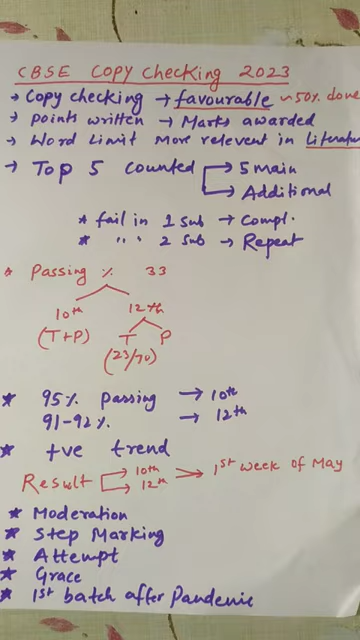 CBSE Copy Checking 2023
→ Copy checking → favourable ~50% done
→ points written → Marks awarded
→ Word Limit more relevent in Literatu
→ Top 5 counted → 5 main
→ Additional
* fail in 1 sub → Compl.
* " " 2 sub → Repeat
* Passing % 33
10th 12th
(T+P) T P
(23/70)
* 95% passing → 10th
91-92% → 12th
* +ve trend
Result → 10th → 1st week of May
→ 12th
* Moderation
* Step Marking
* Attempt
* Grace
* 1st batch after Pandemic